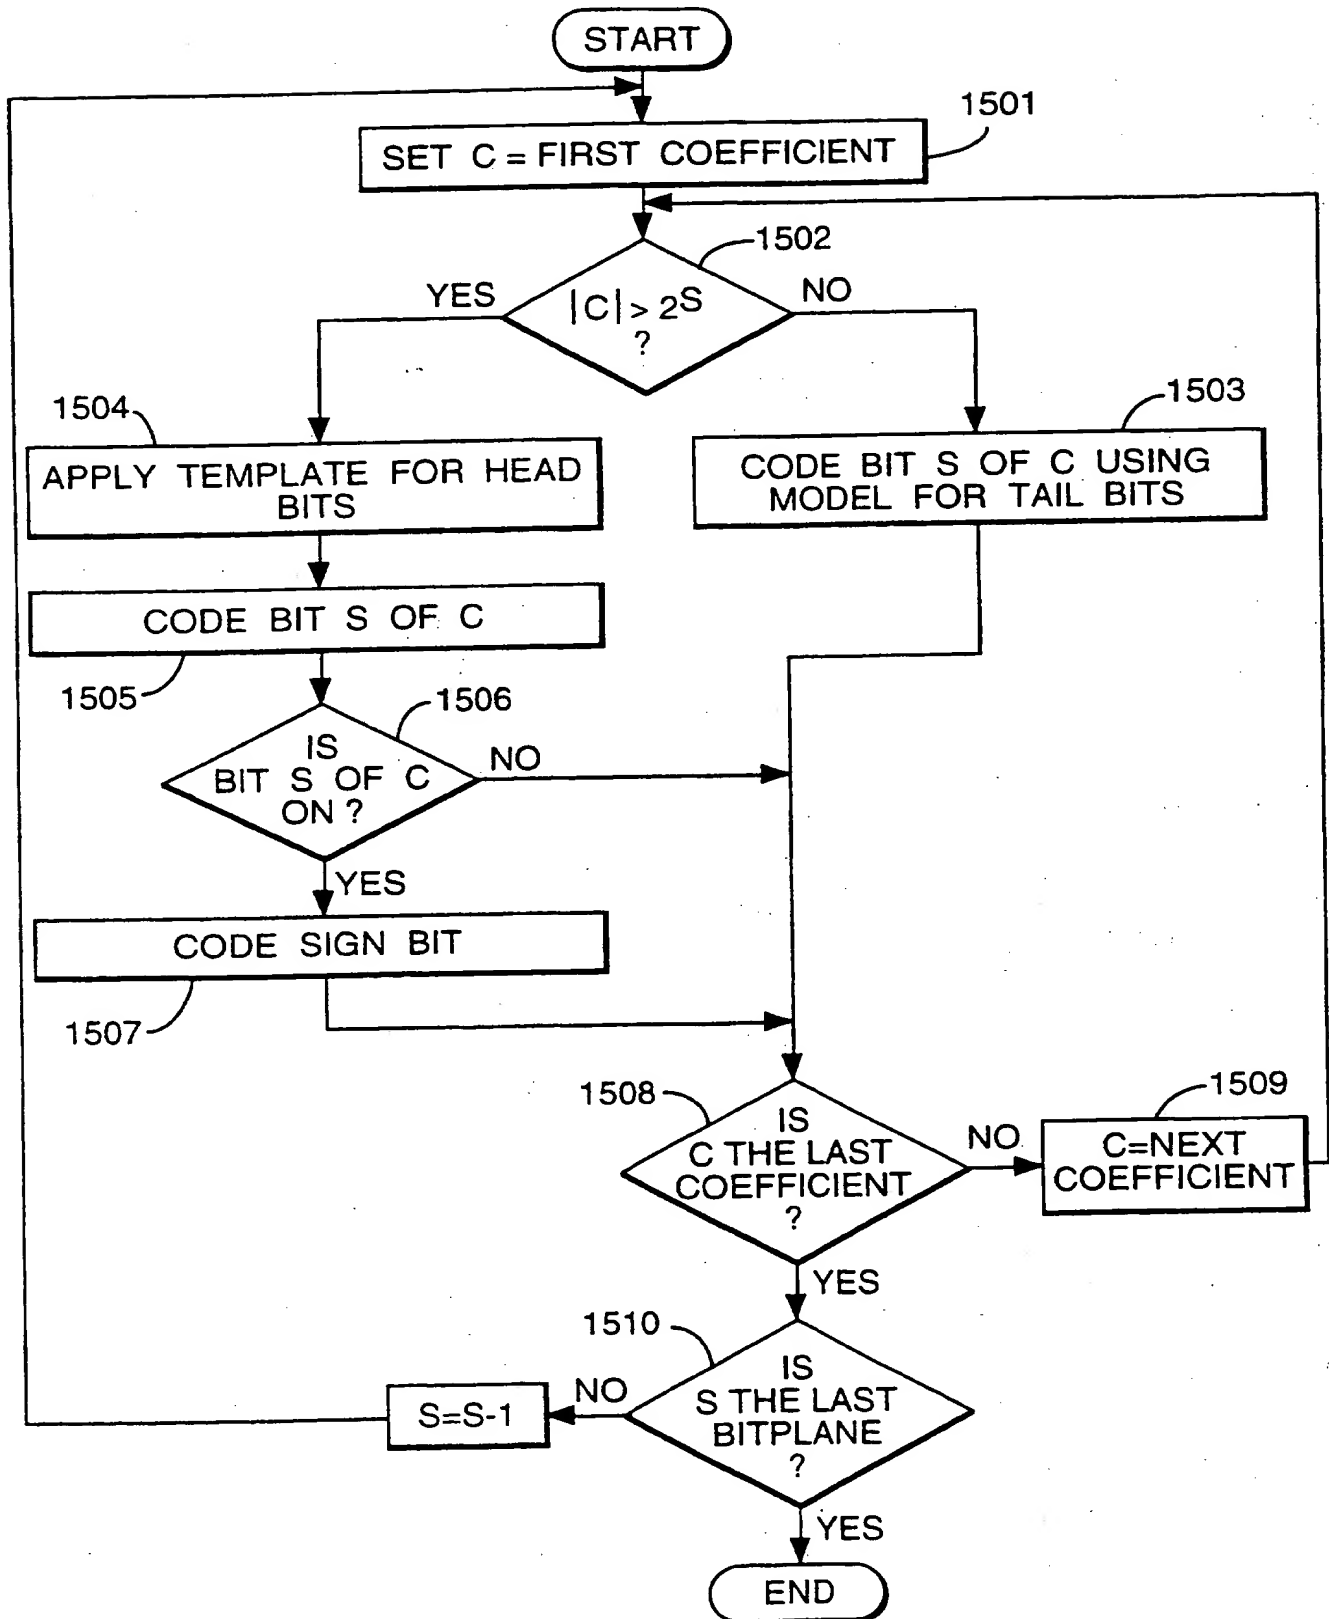 START
1501
SET C = FIRST COEFFICIENT
1502
YES
|C| > 2^S
?
NO
1504
1503
APPLY TEMPLATE FOR HEAD
BITS
CODE BIT S OF C USING
MODEL FOR TAIL BITS
CODE BIT S OF C
1505
1506
IS
BIT S OF C
ON ?
NO
YES
CODE SIGN BIT
1507
1508
IS
C THE LAST
COEFFICIENT
?
NO
1509
C=NEXT
COEFFICIENT
YES
1510
IS
S THE LAST
BITPLANE
?
NO
S=S-1
YES
END